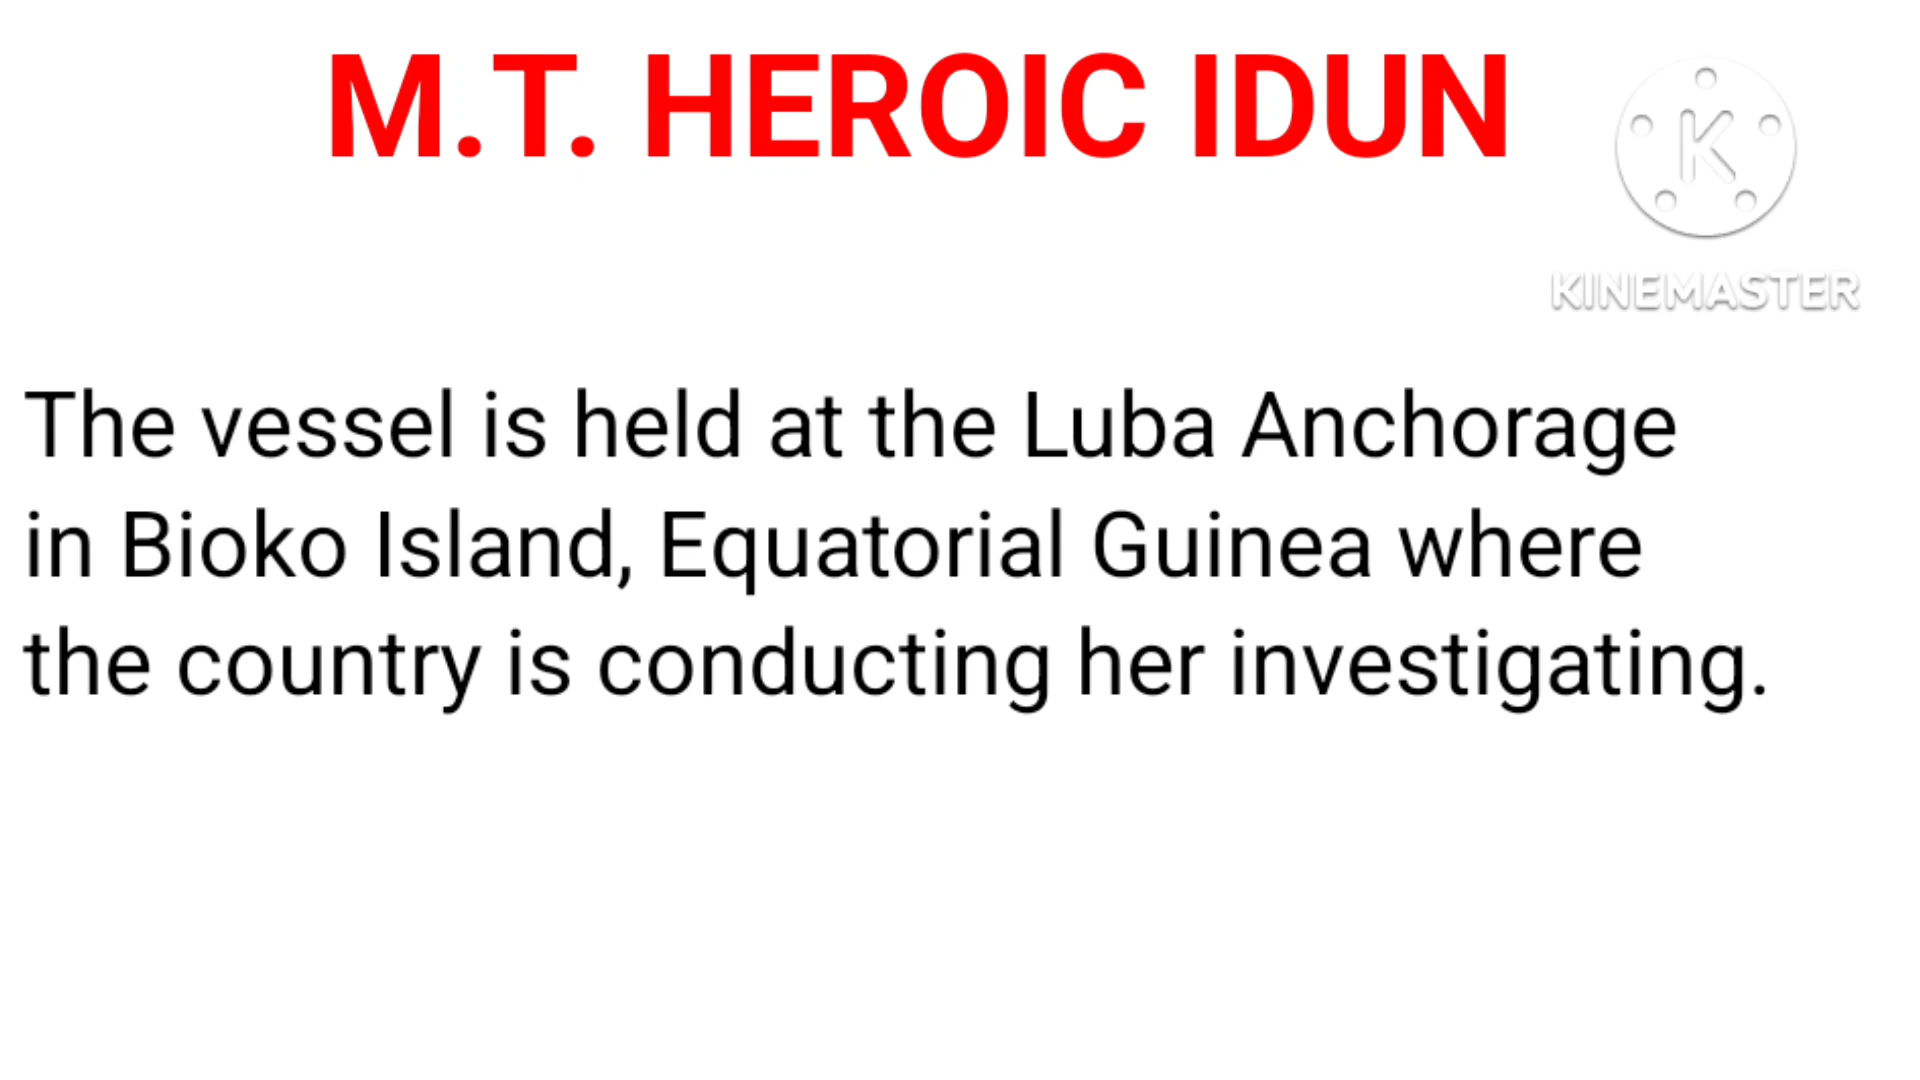 M.T. HEROIC IDUN
K
KINEMASTER
The vessel is held at the Luba Anchorage
in Bioko Island, Equatorial Guinea where
the country is conducting her investigating.